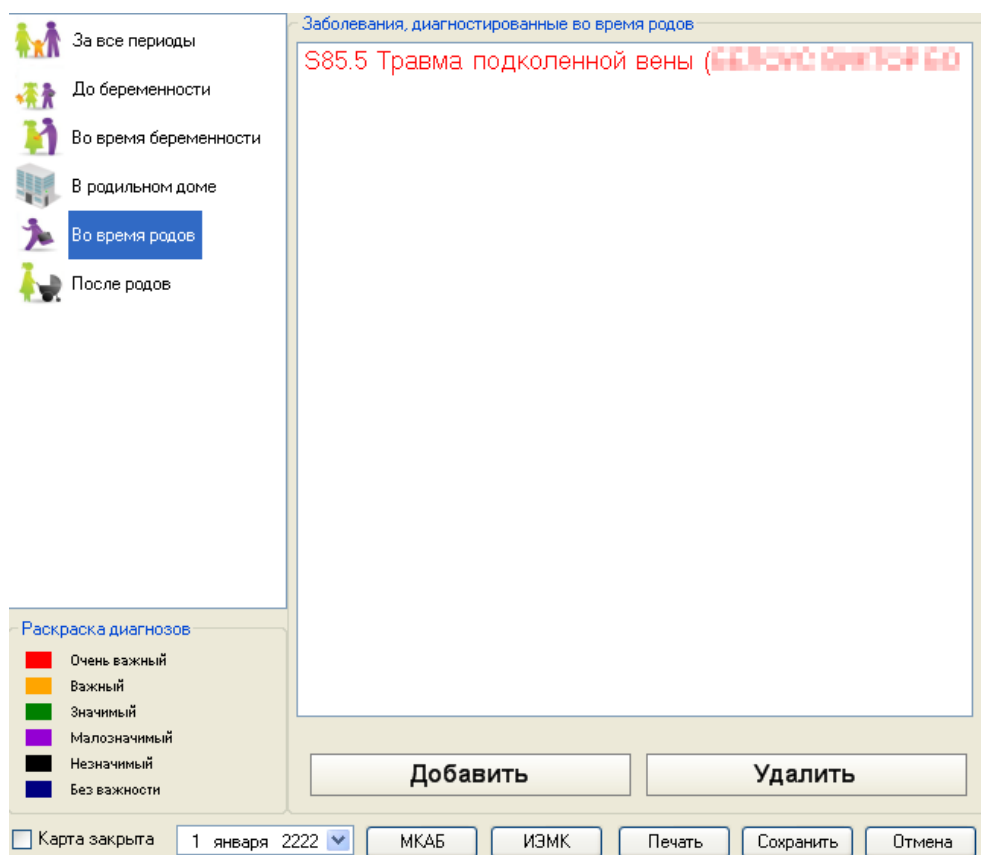 За все периоды
До беременности
Во время беременности
В родильном доме
Во время родов
После родов
Заболевания, диагностированные во время родов
S85.5 Травма подколенной вены (
Раскраска диагнозов
Очень важный
Важный
Значимый
Малозначимый
Незначимый
Без важности
Добавить Удалить
Карта закрыта 1 января 2222 МКАБ ИЭМК Печать Сохранить Отмена